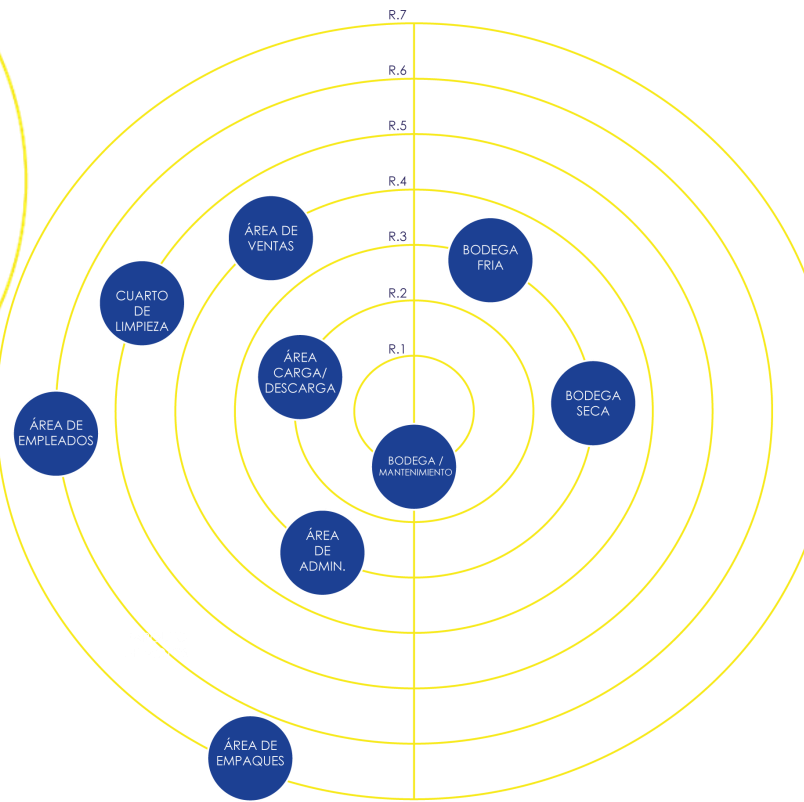 R.7
R.6
R.5
R.4
R.3
R.2
R.1
ÁREA DE
VENTAS
BODEGA
FRIA
CUARTO
DE
LIMPIEZA
ÁREA
CARGA/
DESCARGA
BODEGA
SECA
ÁREA DE
EMPLEADOS
BODEGA /
MANTENIMIENTO
ÁREA
DE
ADMIN.
ÁREA DE
EMPAQUES